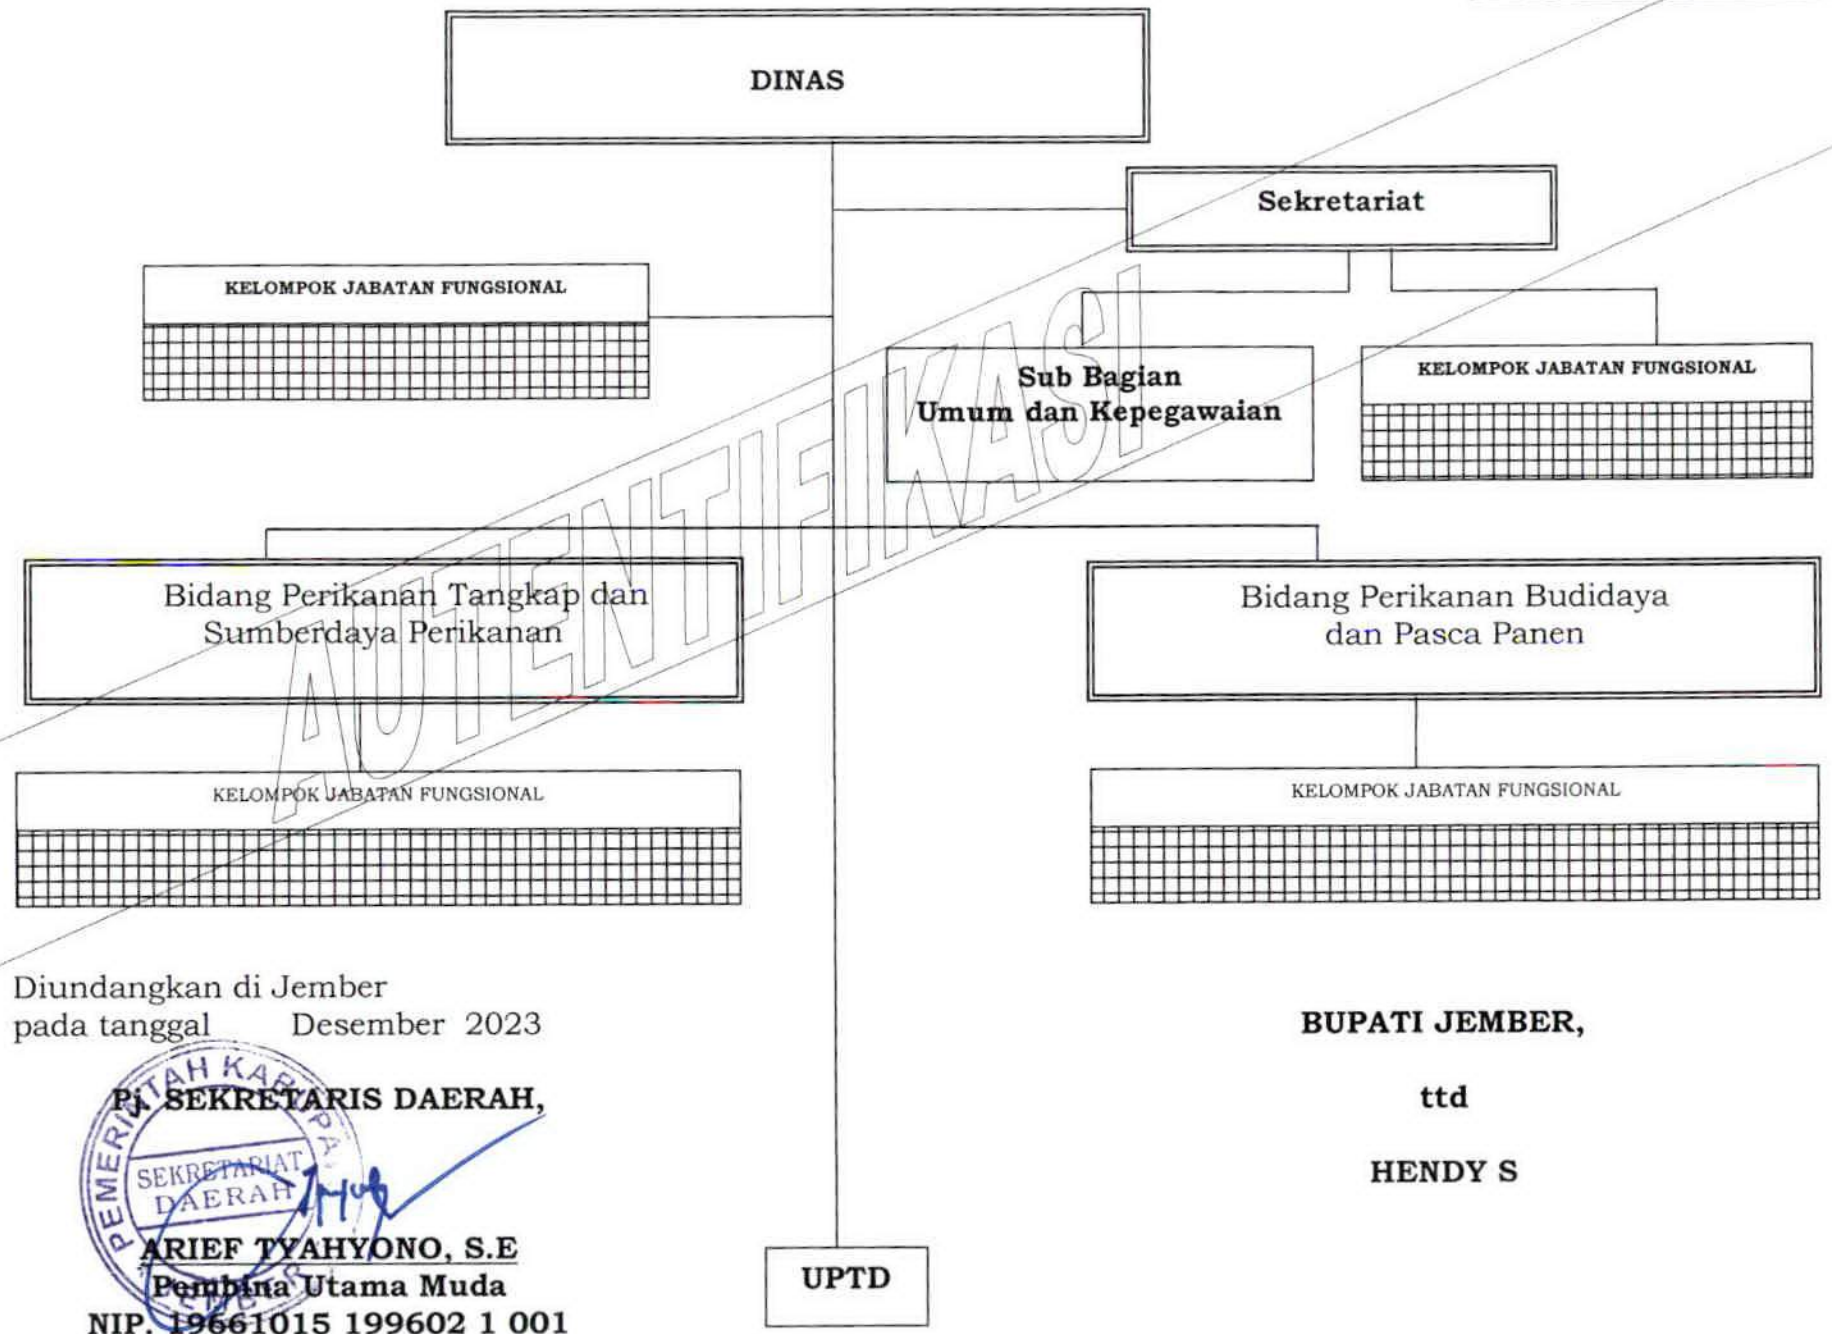 DINAS
Sekretariat
KELOMPOK JABATAN FUNGSIONAL
Sub Bagian
Umum dan Kepegawaian
KELOMPOK JABATAN FUNGSIONAL
AUTENTIFIKASI
Bidang Perikanan Tangkap dan
Sumberdaya Perikanan
Bidang Perikanan Budidaya
dan Pasca Panen
KELOMPOK JABATAN FUNGSIONAL
KELOMPOK JABATAN FUNGSIONAL
Diundangkan di Jember
pada tanggal Desember 2023
Pj. SEKRETARIS DAERAH,
PEMERINTAH KABUPA
SEKRETARIAT
DAERAH
JEMBER
ARIEF TYAHYONO, S.E
Pembina Utama Muda
NIP. 19661015 199602 1 001
BUPATI JEMBER,
ttd
HENDY S
UPTD